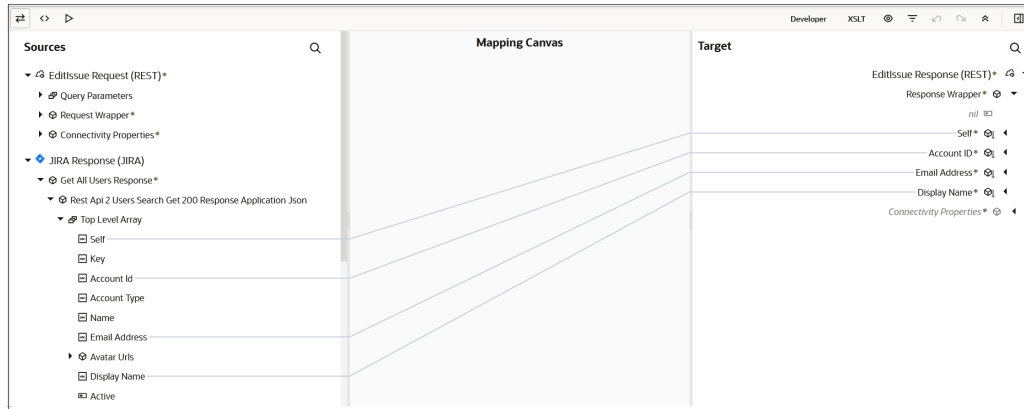 Developer XSLT
Sources
Mapping Canvas
Target
EditIssue Request (REST)*
Query Parameters
Request Wrapper*
Connectivity Properties*
JIRA Response (JIRA)
Get All Users Response*
Rest Api 2 Users Search Get 200 Response Application Json
Top Level Array
Self
Key
Account Id
Account Type
Name
Email Address
Avatar Urls
Display Name
Active
EditIssue Response (REST)*
Response Wrapper*
nil
Self*
Account ID*
Email Address*
Display Name*
Connectivity Properties*